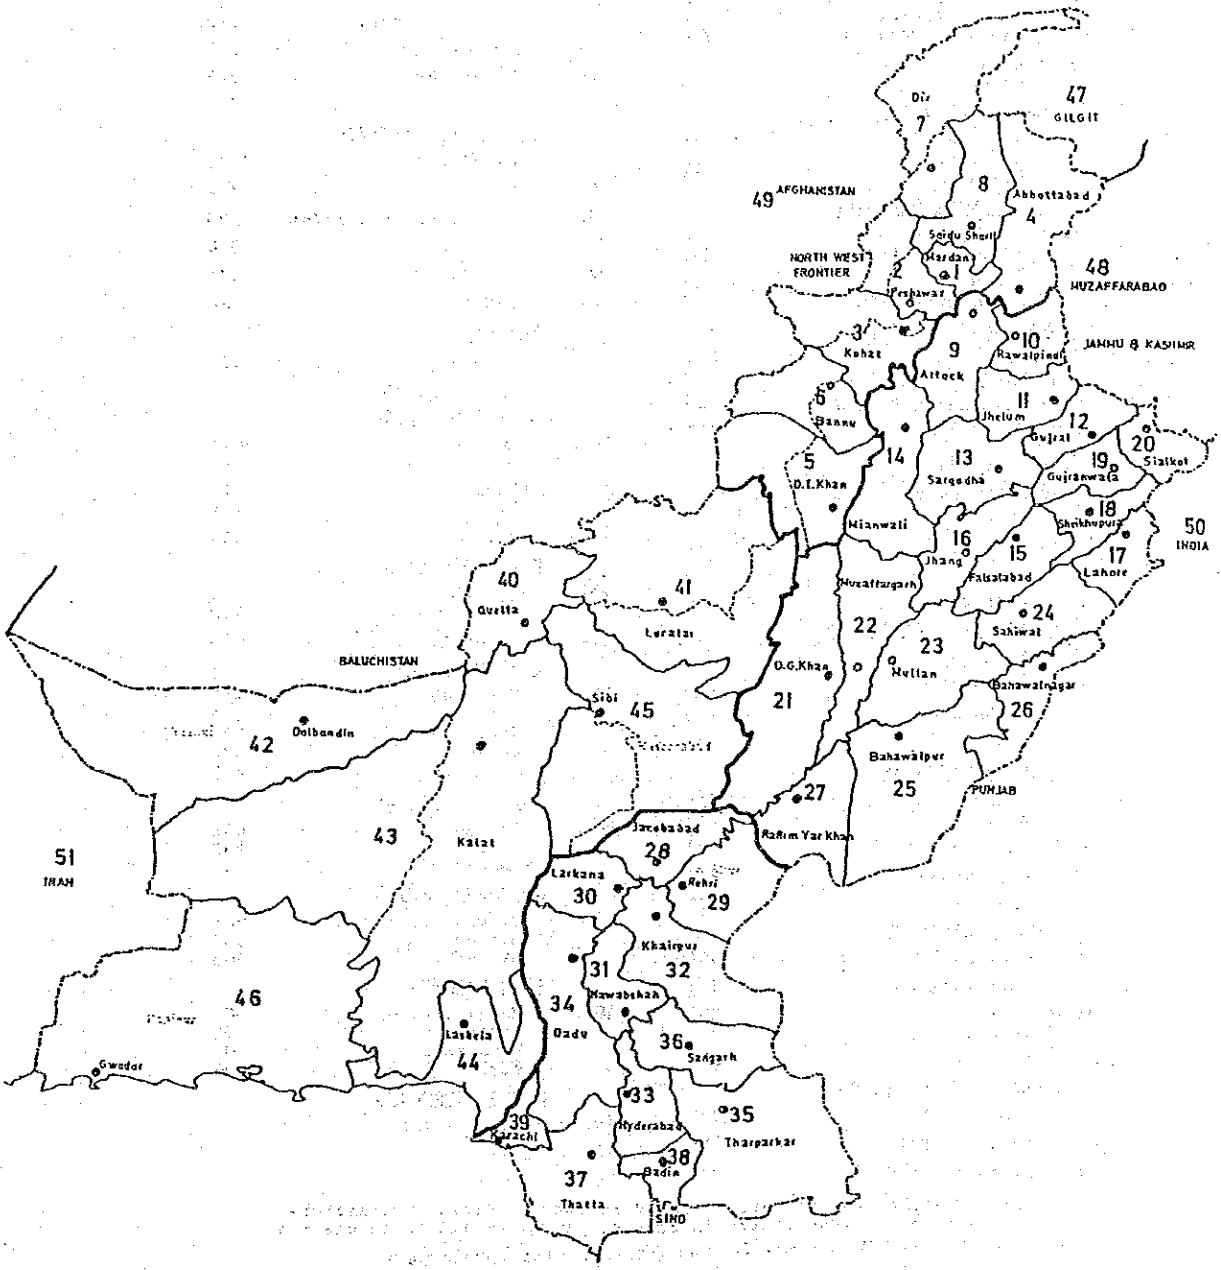 Dir
7
47
GILGIT
8
Abbottabad
4
49 AFGHANISTAN
Saidu Sharif
Mardan
1
NORTH WEST
FRONTIER
2
Peshawar
48
MUZAFFARABAD
3
Kohat
9
Attock
10
Rawalpindi
JAMMU & KASHMIR
6
Bannu
11
Jhelum
12
Gujrat
20
Sialkot
5
D.I.Khan
14
Mianwali
13
Sargodha
19
Gujranwala
18
Sheikhupura
50
INDIA
16
Jhang
15
Faisalabad
17
Lahore
40
Quetta
41
Loralai
Muzaffargarh
22
23
Multan
24
Sahiwal
BALUCHISTAN
D.G.Khan
21
Bahawalnagar
26
Sibi
45
42
Dalbandin
Bahawalpur
25
PUNJAB
27
Rahim Yar Khan
43
Kalat
Jacobabad
28
51
IRAN
Larkana
30
Rohri
29
Khairpur
32
31
Nawabshah
46
34
Dadu
Lasbela
44
36
Sangarh
Gwadar
33
Hyderabad
35
Tharparkar
39
Karachi
38
Badin
37
Thatta
SIND